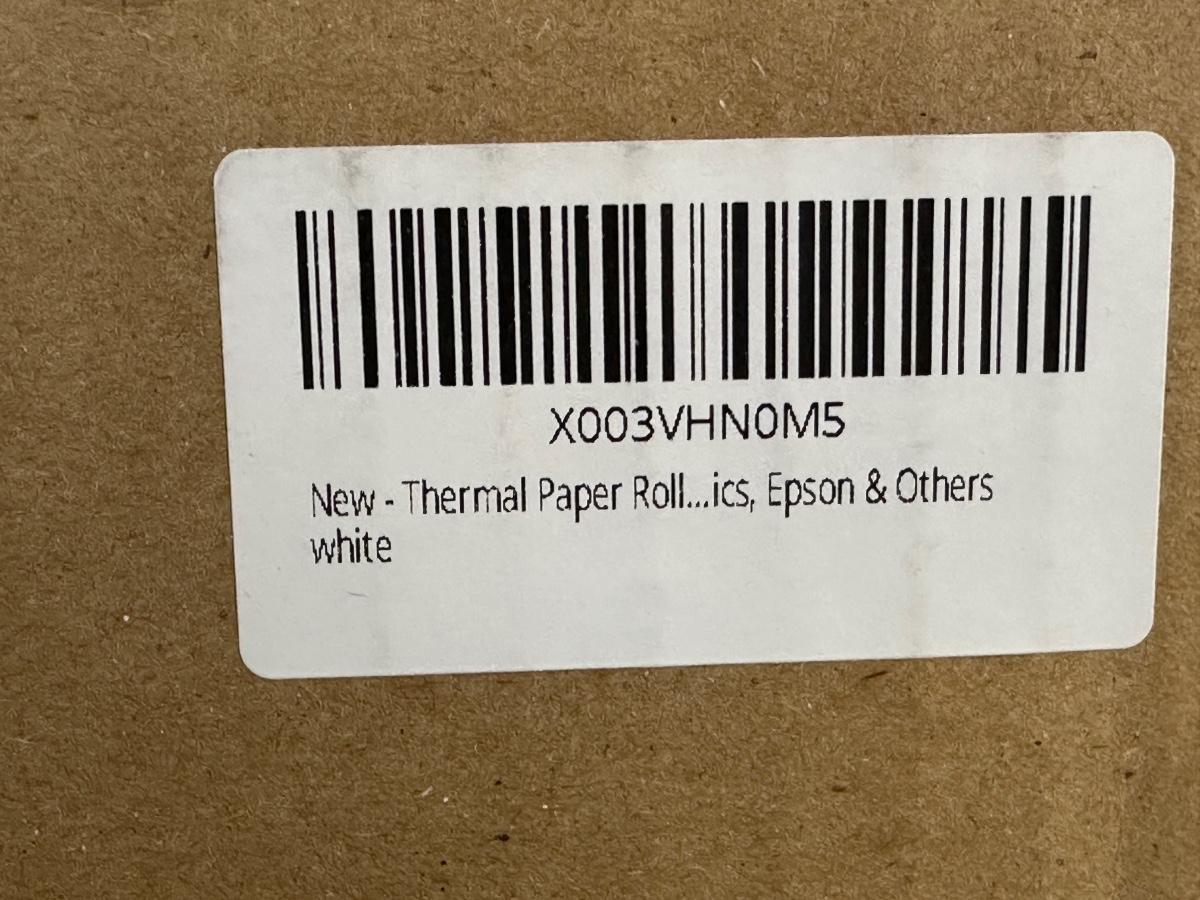 X003VHN0M5
New - Thermal Paper Roll...ics, Epson & Others
white